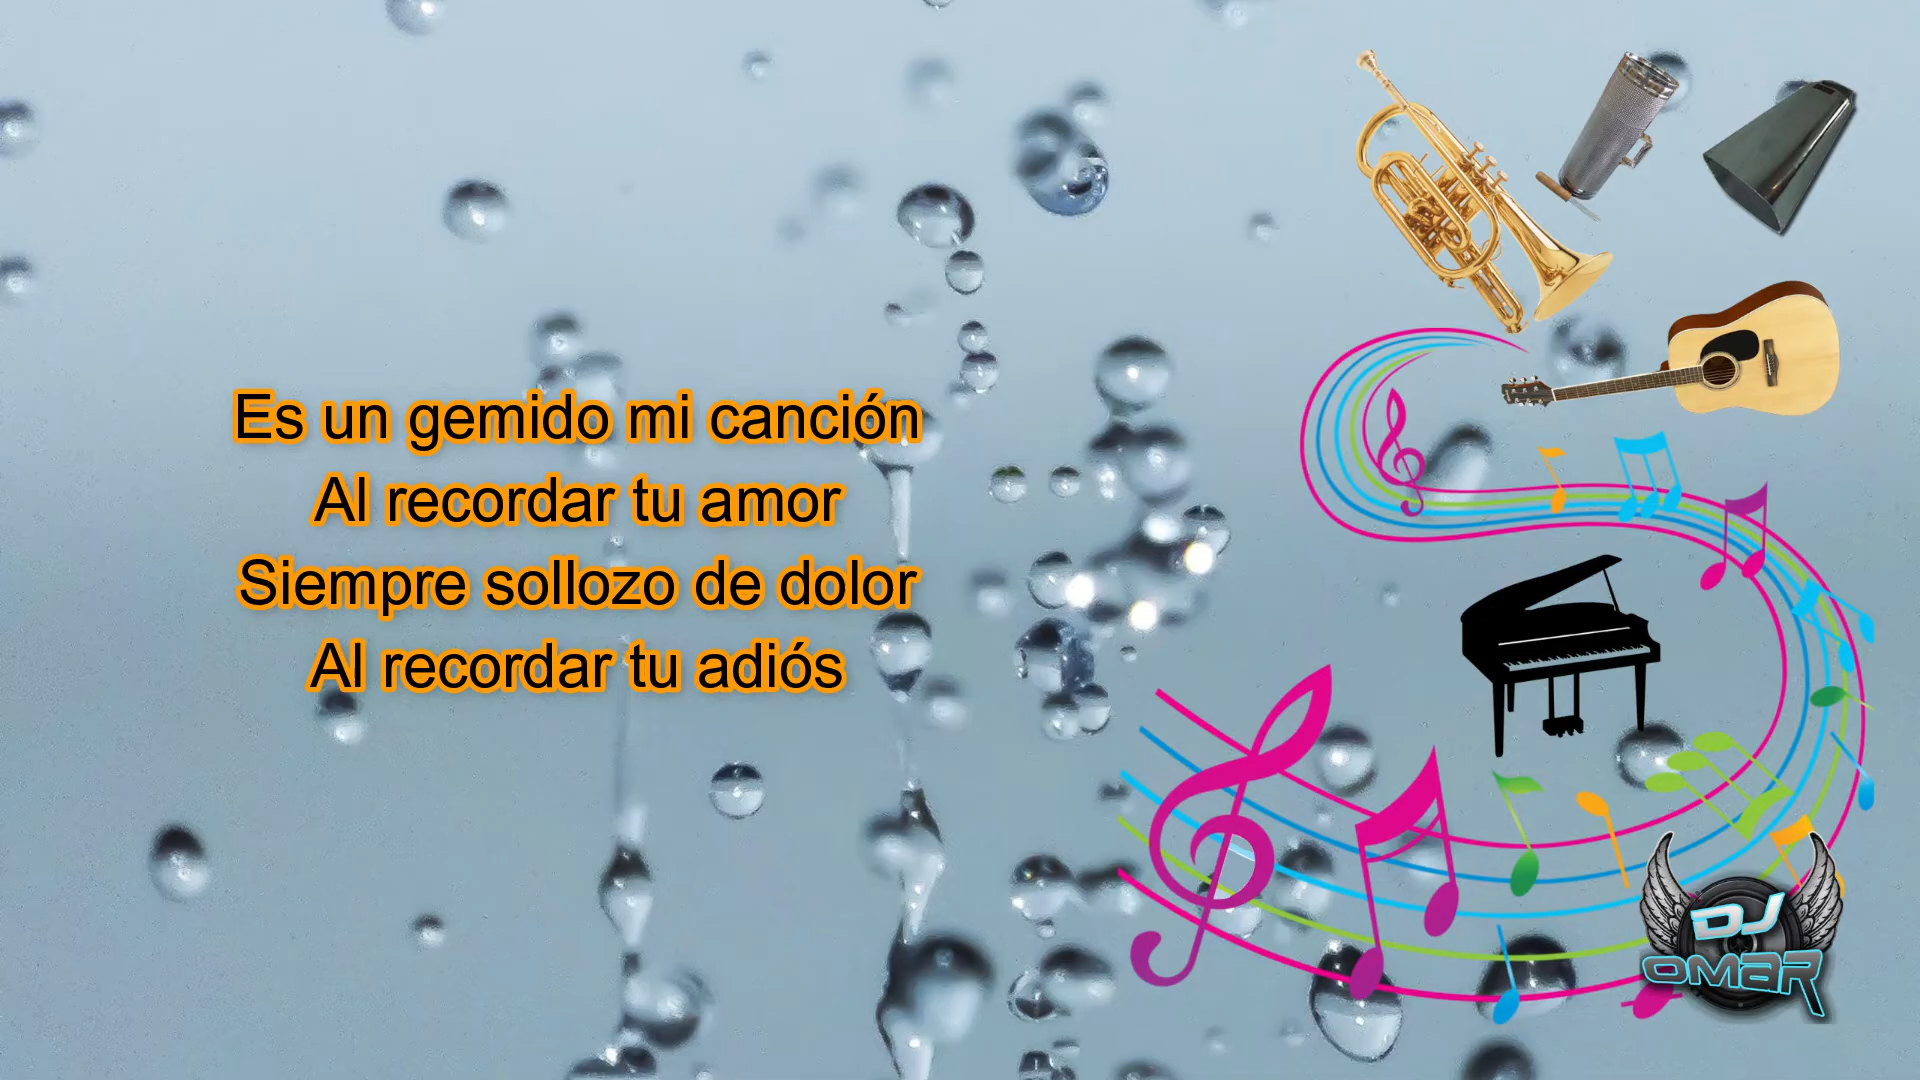 Es un gemido mi canción
Al recordar tu amor
Siempre sollozo de dolor
Al recordar tu adiós
DJ
OMAR